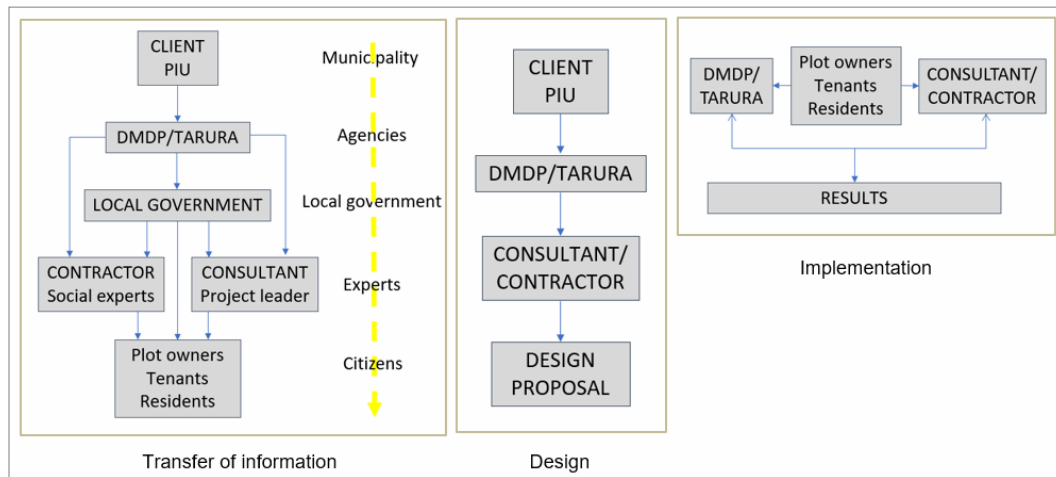 CLIENT
PIU
DMDP/TARURA
LOCAL GOVERNMENT
CONTRACTOR
Social experts
CONSULTANT
Project leader
Plot owners
Tenants
Residents
Munic pality
Agencies
Local government
Experts
Citizens
Transfer of information
CLIENT
PIU
DMDP/TARURA
CONSULTANT/
CONTRACTOR
DESIGN
PROPOSAL
Design
DMDP/
TARURA
Plot owners
Tenants
Residents
CONSULTANT/
CONTRACTOR
RESULTS
Implementation